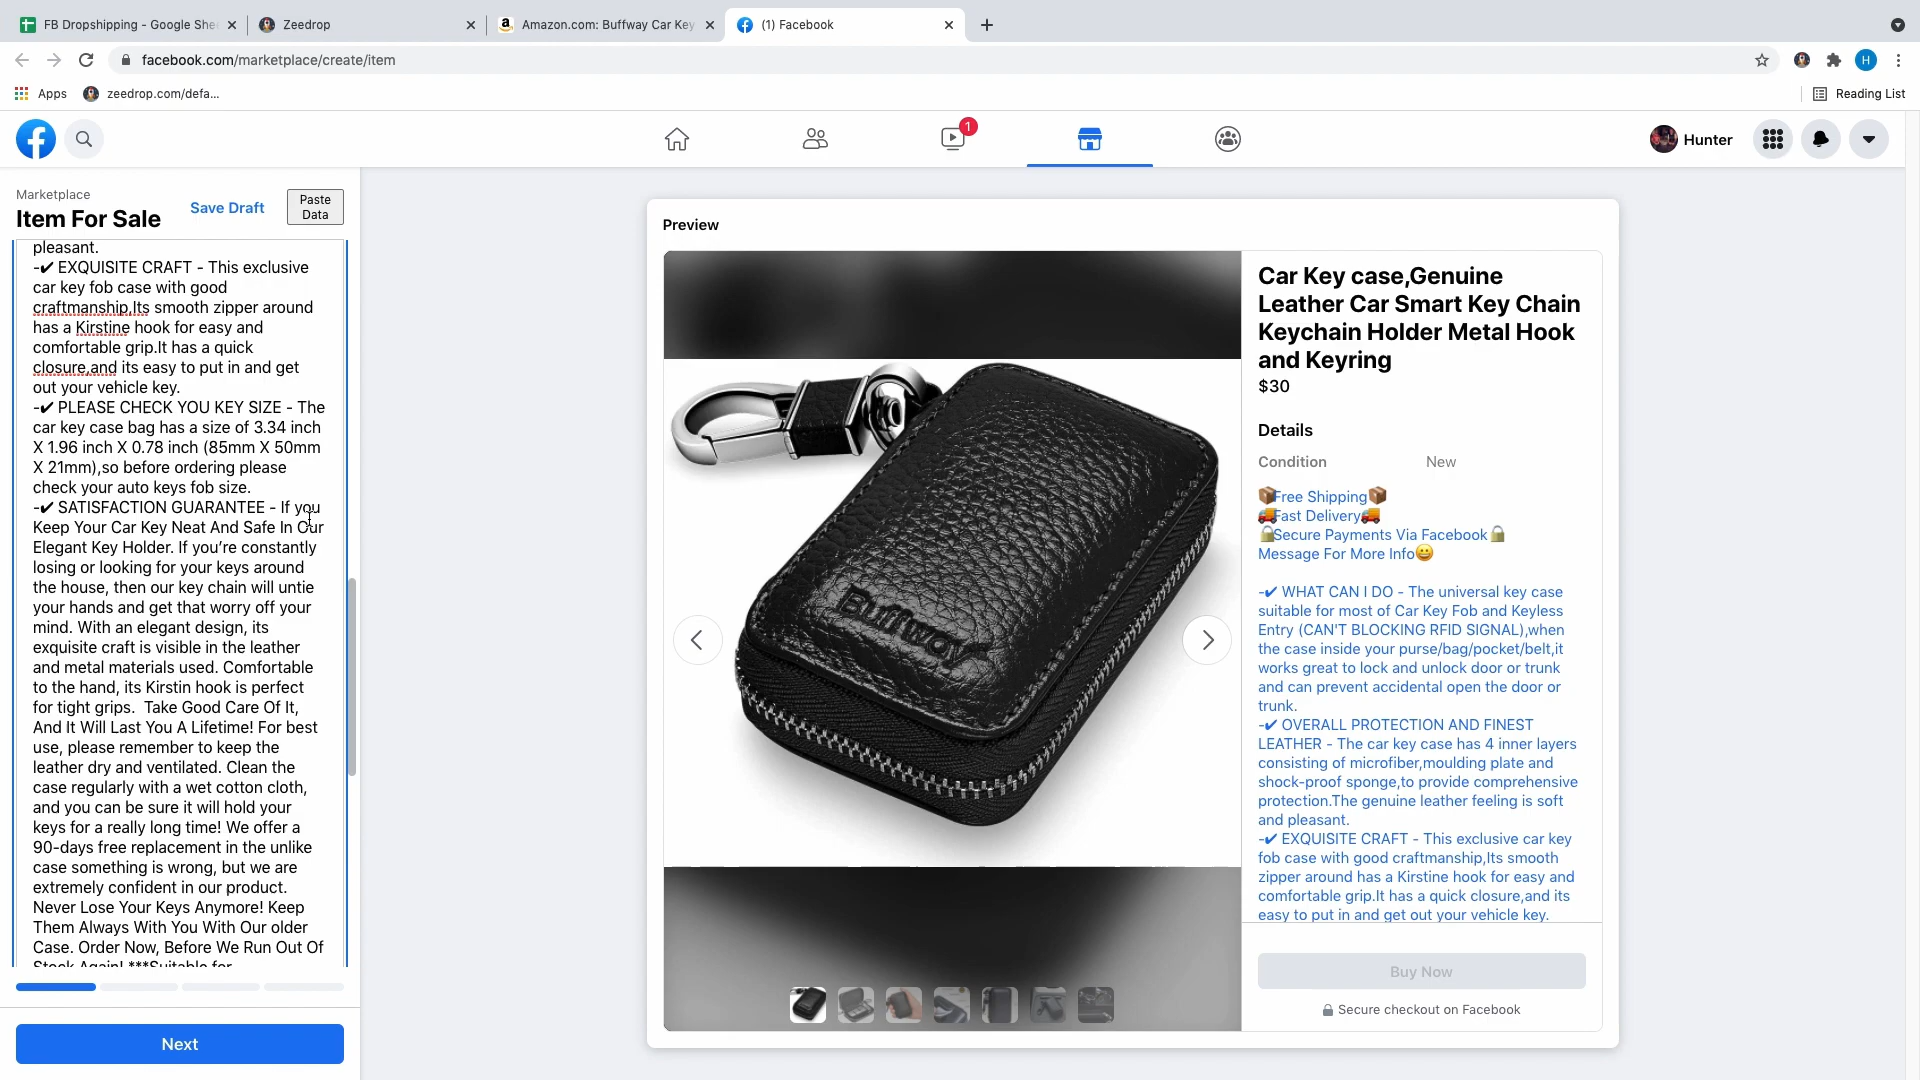 FB Dropshipping - Google She
Zeedrop
Amazon.com: Buffway Car Key
(1) Facebook
facebook.com/marketplace/create/item
H
Apps
zeedrop.com/defa...
Reading List
1
Hunter
Marketplace
Item For Sale
Save Draft
Paste
Data
pleasant.
-✔ EXQUISITE CRAFT - This exclusive
car key fob case with good
craftmanship,Its smooth zipper around
has a Kirstine hook for easy and
comfortable grip.It has a quick
closure,and its easy to put in and get
out your vehicle key.
-✔ PLEASE CHECK YOU KEY SIZE - The
car key case bag has a size of 3.34 inch
X 1.96 inch X 0.78 inch (85mm X 50mm
X 21mm),so before ordering please
check your auto keys fob size.
-✔ SATISFACTION GUARANTEE - If you
Keep Your Car Key Neat And Safe In Our
Elegant Key Holder. If you’re constantly
losing or looking for your keys around
the house, then our key chain will untie
your hands and get that worry off your
mind. With an elegant design, its
exquisite craft is visible in the leather
and metal materials used. Comfortable
to the hand, its Kirstin hook is perfect
for tight grips.  Take Good Care Of It,
And It Will Last You A Lifetime! For best
use, please remember to keep the
leather dry and ventilated. Clean the
case regularly with a wet cotton cloth,
and you can be sure it will hold your
keys for a really long time! We offer a
90-days free replacement in the unlike
case something is wrong, but we are
extremely confident in our product.
Never Lose Your Keys Anymore! Keep
Them Always With You With Our older
Case. Order Now, Before We Run Out Of
Stock Again! ***Suitable for
Next
Preview
Buffway
Car Key case,Genuine
Leather Car Smart Key Chain
Keychain Holder Metal Hook
and Keyring
$30
Details
Condition New
📦Free Shipping📦
🚚Fast Delivery🚚
🔒Secure Payments Via Facebook🔒
Message For More Info😀
-✔ WHAT CAN I DO - The universal key case
suitable for most of Car Key Fob and Keyless
Entry (CAN'T BLOCKING RFID SIGNAL),when
the case inside your purse/bag/pocket/belt,it
works great to lock and unlock door or trunk
and can prevent accidental open the door or
trunk.
-✔ OVERALL PROTECTION AND FINEST
LEATHER - The car key case has 4 inner layers
consisting of microfiber,moulding plate and
shock-proof sponge,to provide comprehensive
protection.The genuine leather feeling is soft
and pleasant.
-✔ EXQUISITE CRAFT - This exclusive car key
fob case with good craftmanship,Its smooth
zipper around has a Kirstine hook for easy and
comfortable grip.It has a quick closure,and its
easy to put in and get out your vehicle key.
Buy Now
Secure checkout on Facebook